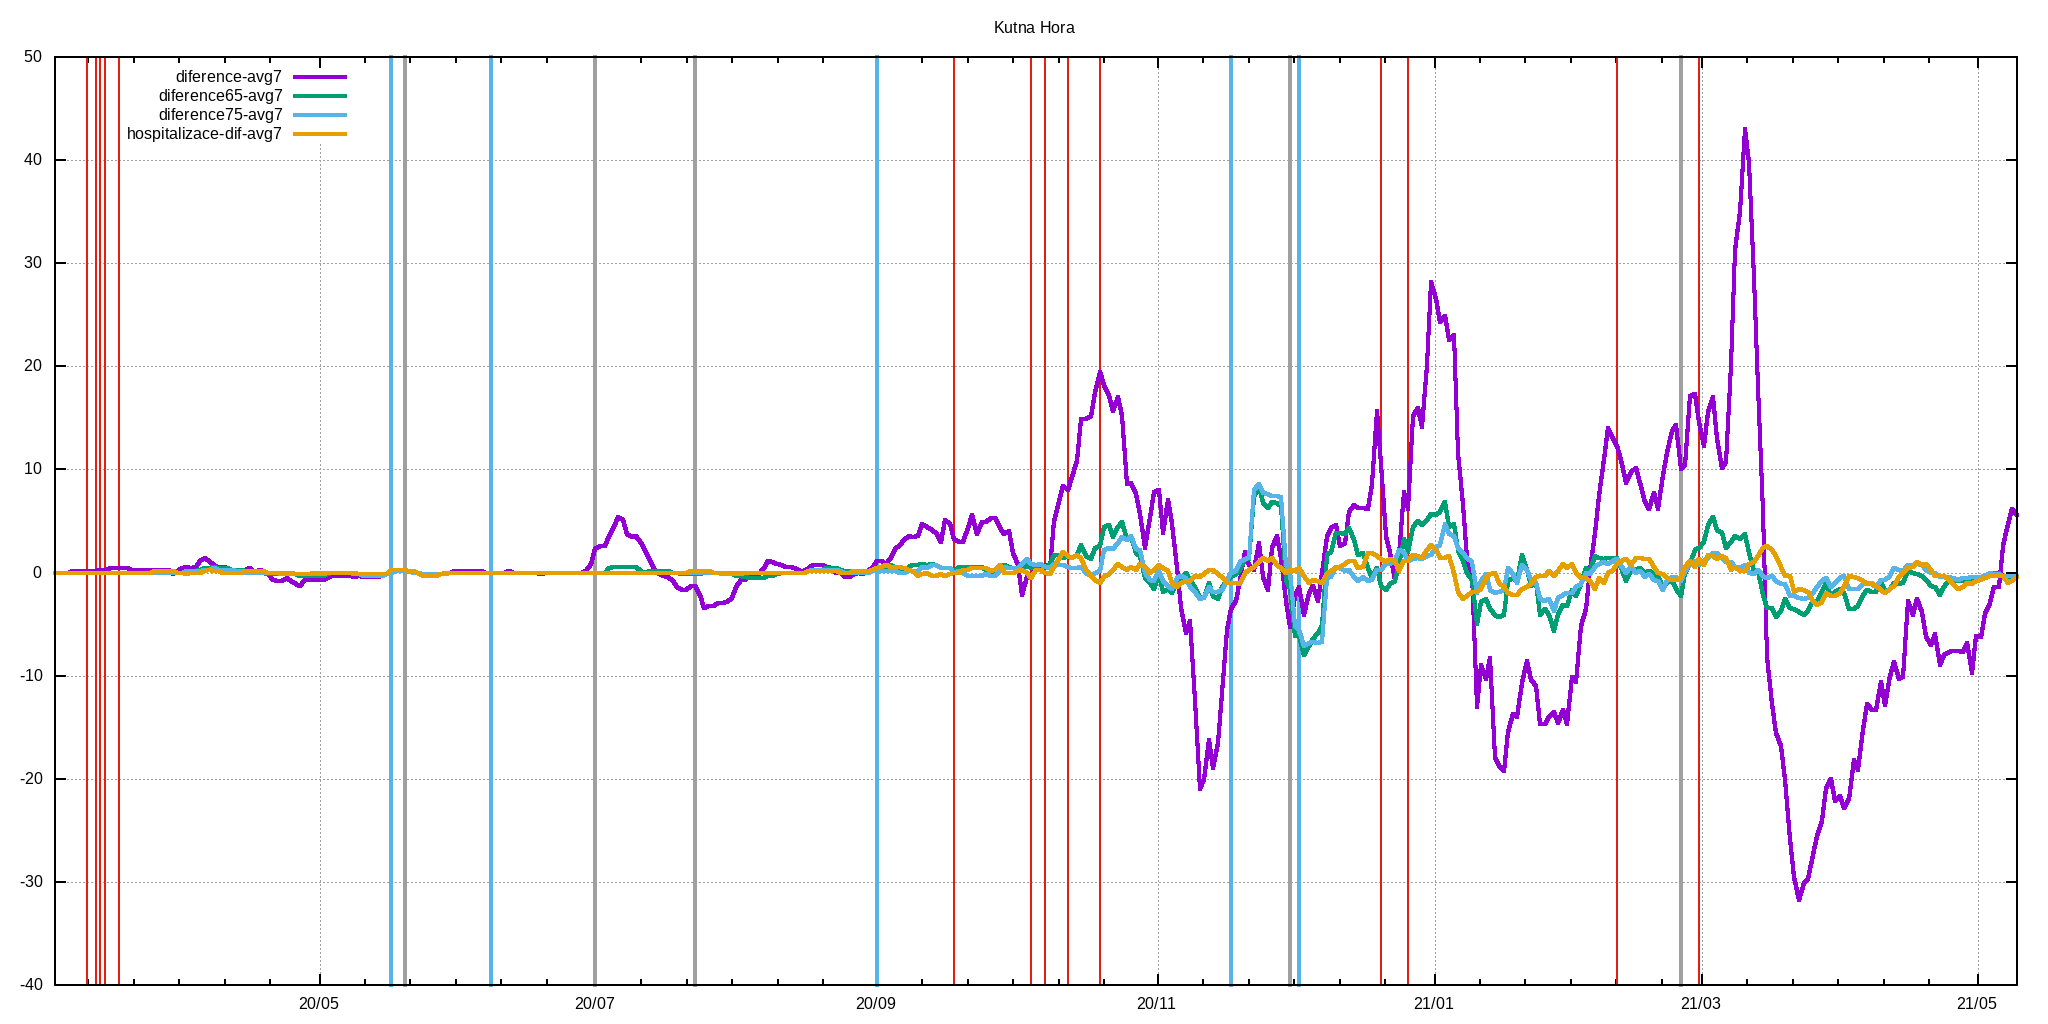 Kutna Hora
diference-avg7
diference65-avg7
diference75-avg7
hospitalizace-dif-avg7
50
40
30
20
10
0
-10
-20
-30
-40
20/05 20/07 20/09 20/11 21/01 21/03 21/05